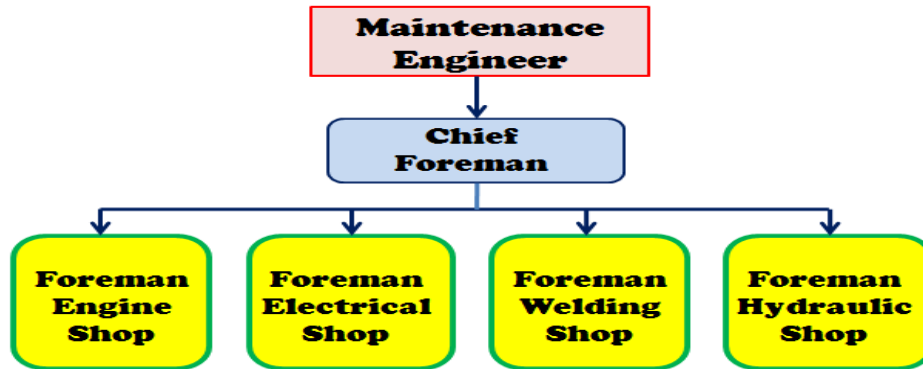 Maintenance
Engineer
Chief
Foreman
Foreman
Engine
Shop
Foreman
Electrical
Shop
Foreman
Welding
Shop
Foreman
Hydraulic
Shop